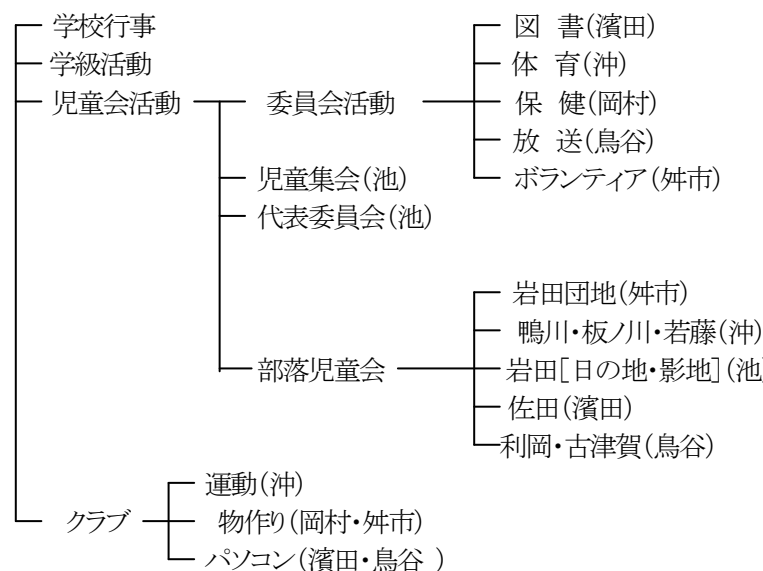 学校行事
学級活動
児童会活動
委員会活動
図 書(濱田)
体 育(沖)
保 健(岡村)
放 送(鳥谷)
ボランティア(舛市)
児童集会(池)
代表委員会(池)
部落児童会
岩田団地(舛市)
鴨川・板ノ川・若藤(沖)
岩田[日の地・影地](池)
佐田(濱田)
利岡・古津賀(鳥谷)
クラブ
運動(沖)
物作り(岡村・舛市)
パソコン(濱田・鳥谷 )